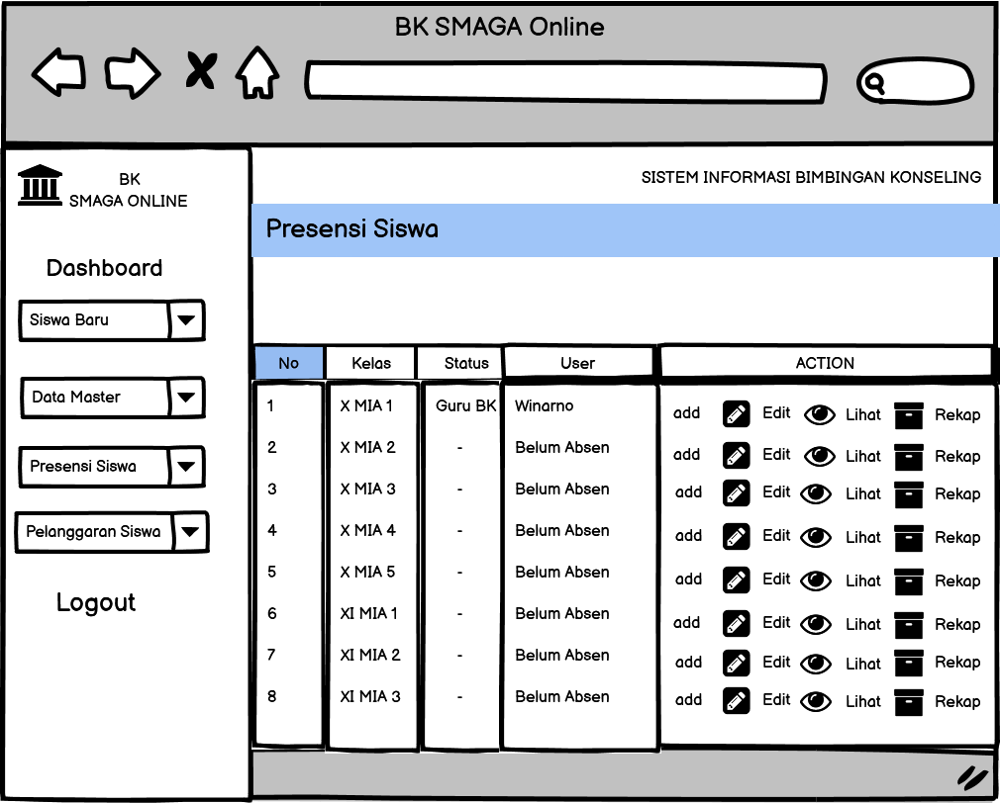 BK SMAGA Online
BK
SMAGA ONLINE
SISTEM INFORMASI BIMBINGAN KONSELING
Presensi Siswa
Dashboard
Siswa Baru
Data Master
Presensi Siswa
Pelanggaran Siswa
Logout
No Kelas Status User ACTION
1 X MIA 1 Guru BK Winarno add Edit Lihat Rekap
2 X MIA 2 - Belum Absen add Edit Lihat Rekap
3 X MIA 3 - Belum Absen add Edit Lihat Rekap
4 X MIA 4 - Belum Absen add Edit Lihat Rekap
5 X MIA 5 - Belum Absen add Edit Lihat Rekap
6 XI MIA 1 - Belum Absen add Edit Lihat Rekap
7 XI MIA 2 - Belum Absen add Edit Lihat Rekap
8 XI MIA 3 - Belum Absen add Edit Lihat Rekap